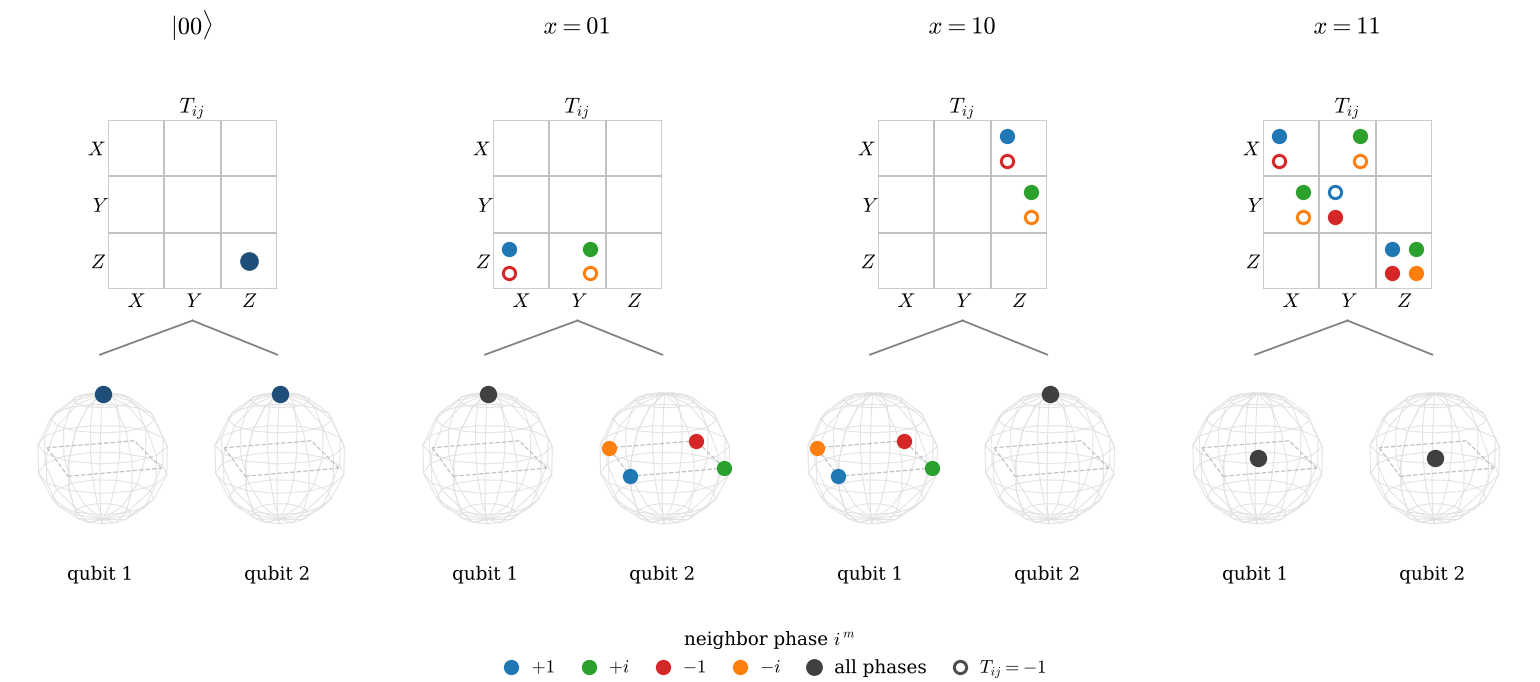 |00⟩ x = 01 x = 10 x = 11
T_ij T_ij T_ij T_ij
X X X X
Y Y Y Y
Z Z Z Z
X Y Z X Y Z X Y Z X Y Z
qubit 1 qubit 2 qubit 1 qubit 2 qubit 1 qubit 2 qubit 1 qubit 2
neighbor phase i^m
+1 +i −1 −i all phases T_ij = −1